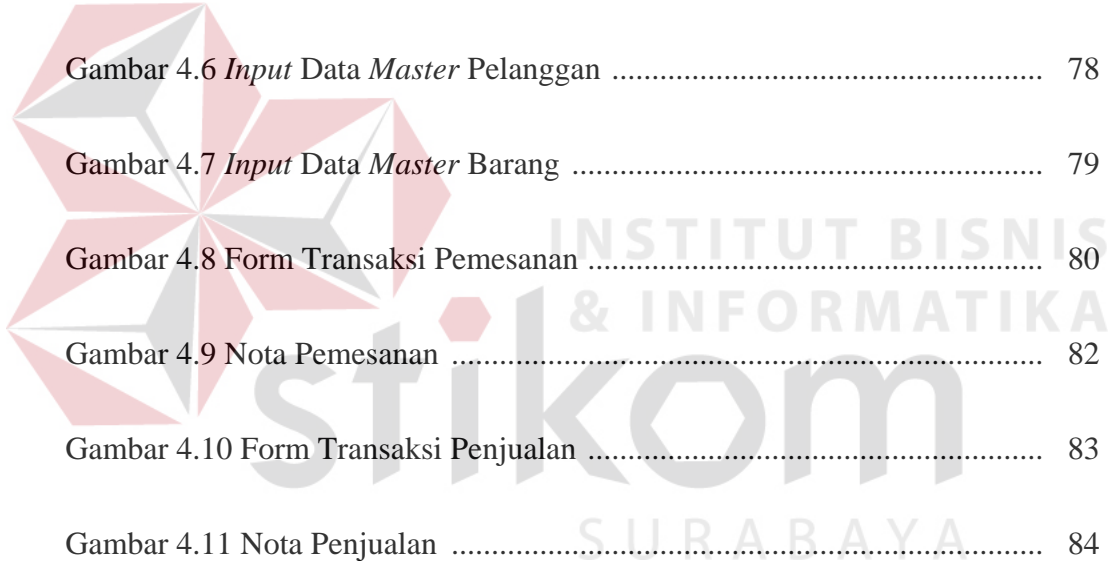 Gambar 4.6 Input Data Master Pelanggan ........................................................ 78
Gambar 4.7 Input Data Master Barang ............................................................. 79
INSTITUT BISNIS
Gambar 4.8 Form Transaksi Pemesanan ........................................................... 80
& INFORMATIKA
Gambar 4.9 Nota Pemesanan ............................................................................. 82
stikom
Gambar 4.10 Form Transaksi Penjualan ........................................................... 83
Gambar 4.11 Nota Penjualan ............................................................................. 84
SURABAYA